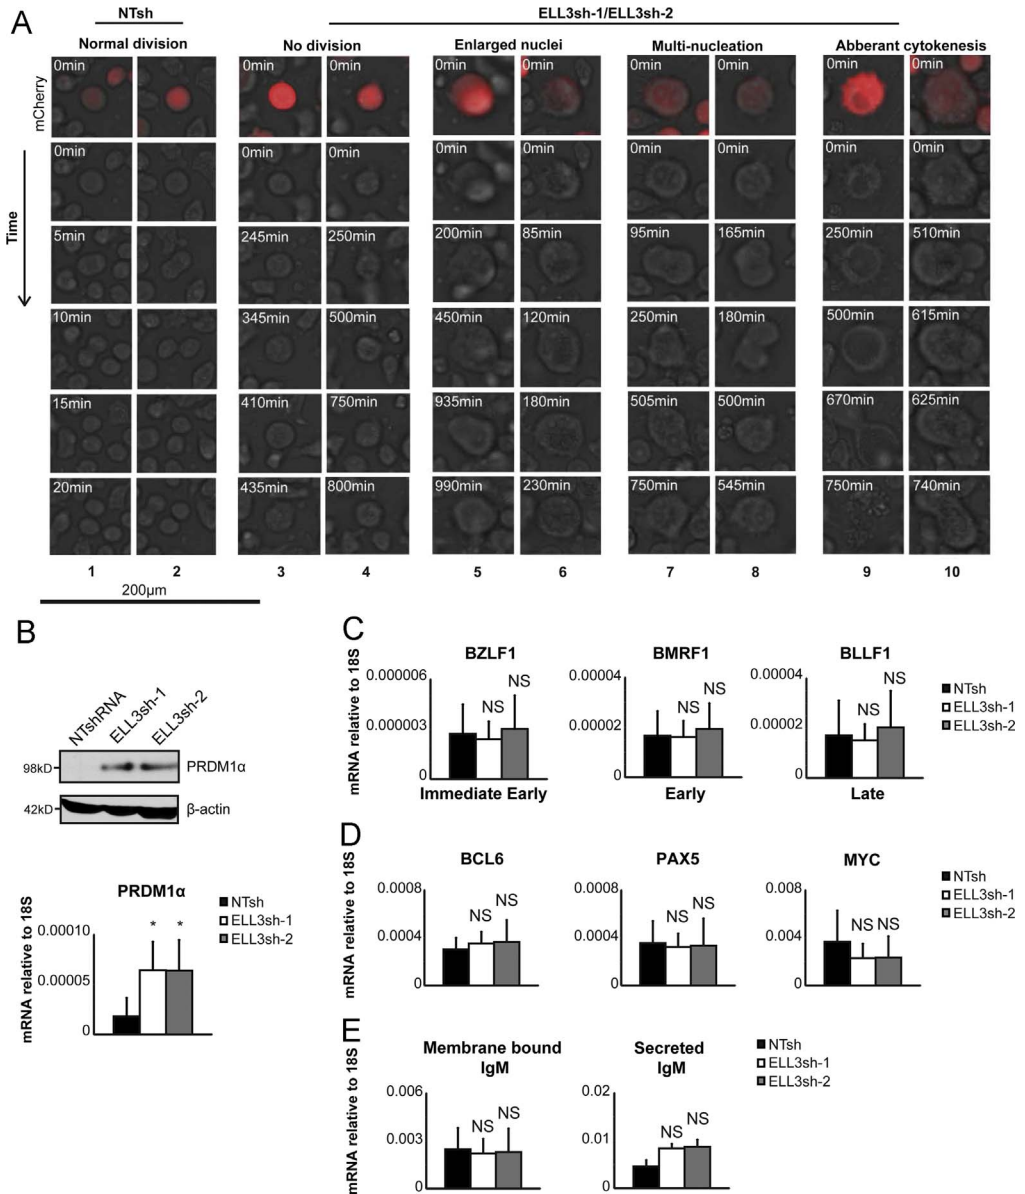 A
NTsh
ELL3sh-1/ELL3sh-2
Normal division
No division
Enlarged nuclei
Multi-nucleation
Abberant cytokenesis
mCherry
0min 0min 0min 0min 0min 0min 0min 0min 0min 0min
Time
0min 0min 0min 0min 0min 0min 0min 0min 0min
5min 245min 250min 200min 85min 95min 165min 250min 510min
10min 345min 500min 450min 120min 250min 180min 500min 615min
15min 410min 750min 935min 180min 505min 500min 670min 625min
20min 435min 800min 990min 230min 750min 545min 750min 740min
1 2 3 4 5 6 7 8 9 10
200μm
B
NTshRNA
ELL3sh-1
ELL3sh-2
98kD
PRDM1α
42kD
β-actin
PRDM1α
mRNA relative to 18S
0.00010
0.00005
0
* *
NTsh
ELL3sh-1
ELL3sh-2
C
mRNA relative to 18S
BZLF1
0.000006
0.000003
0
NS NS
Immediate Early
BMRF1
0.00004
0.00002
0
NS NS
Early
BLLF1
0.00004
0.00002
0
NS NS
Late
NTsh
ELL3sh-1
ELL3sh-2
D
mRNA relative to 18S
BCL6
0.0008
0.0004
0
NS NS
PAX5
0.0008
0.0004
0
NS NS
MYC
0.008
0.004
0
NS NS
NTsh
ELL3sh-1
ELL3sh-2
E
mRNA relative to 18S
Membrane bound
IgM
0.006
0.003
0
NS NS
Secreted
IgM
0.02
0.01
0
NS NS
NTsh
ELL3sh-1
ELL3sh-2